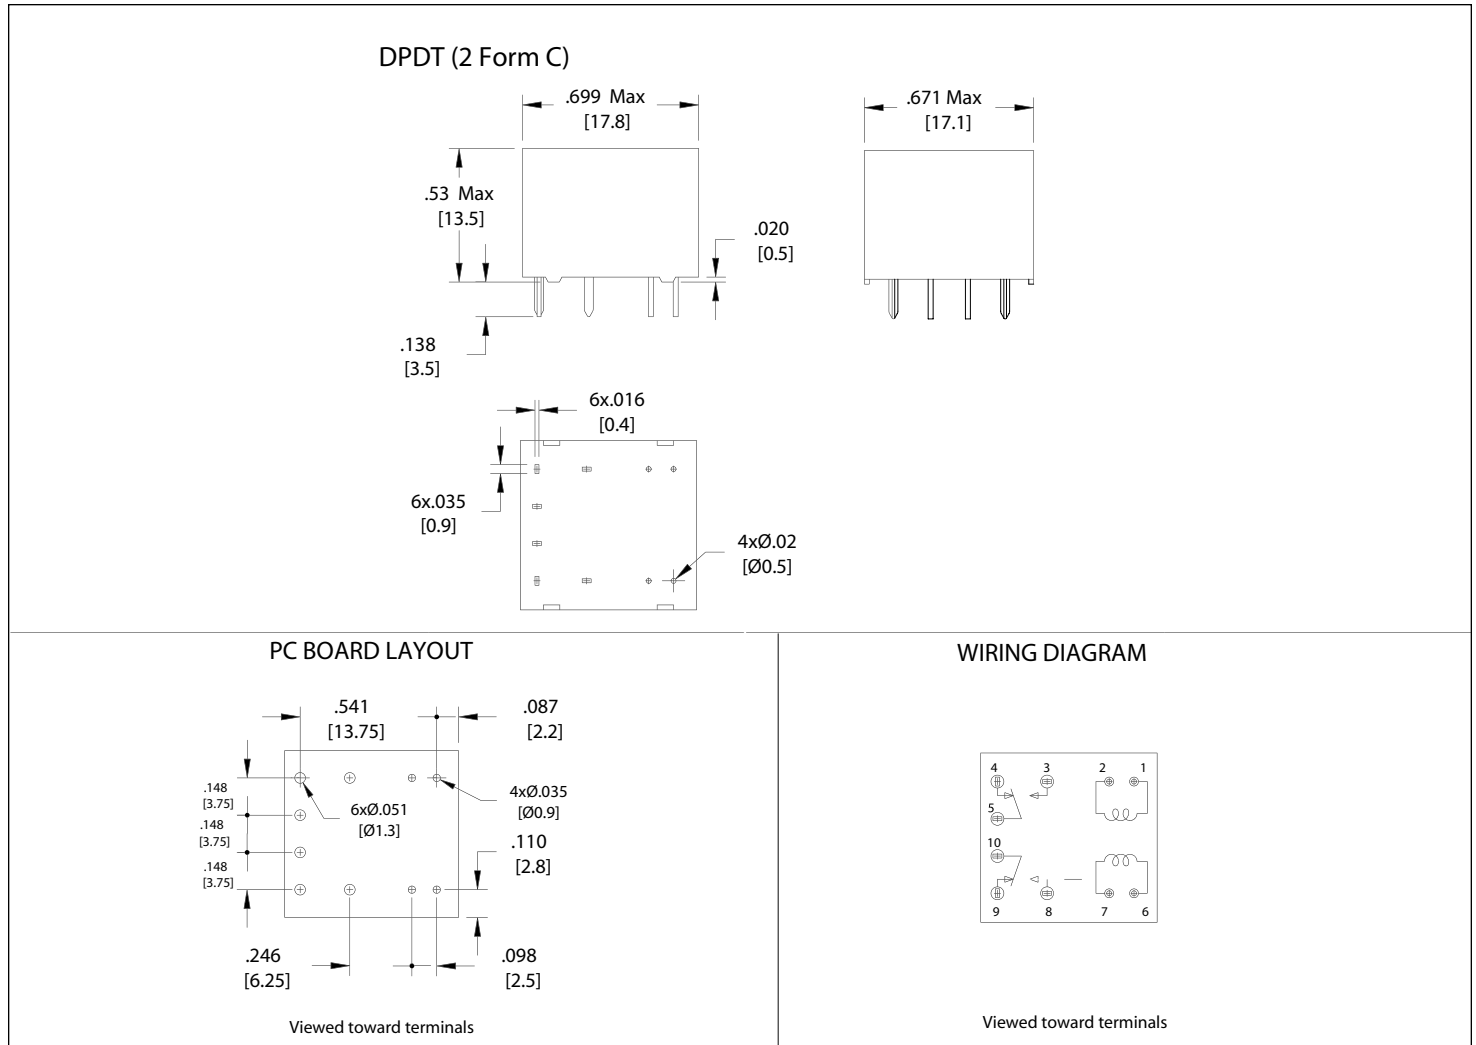 DPDT (2 Form C)
.699 Max
[17.8]
.671 Max
[17.1]
.53 Max
[13.5]
.020
[0.5]
.138
[3.5]
6x.016
[0.4]
6x.035
[0.9]
4xØ.02
[Ø0.5]
PC BOARD LAYOUT
.541
[13.75]
.087
[2.2]
.148
[3.75]
.148
[3.75]
.148
[3.75]
6xØ.051
[Ø1.3]
4xØ.035
[Ø0.9]
.110
[2.8]
.246
[6.25]
.098
[2.5]
Viewed toward terminals
WIRING DIAGRAM
4 3 2 1
5
10
9 8 7 6
Viewed toward terminals